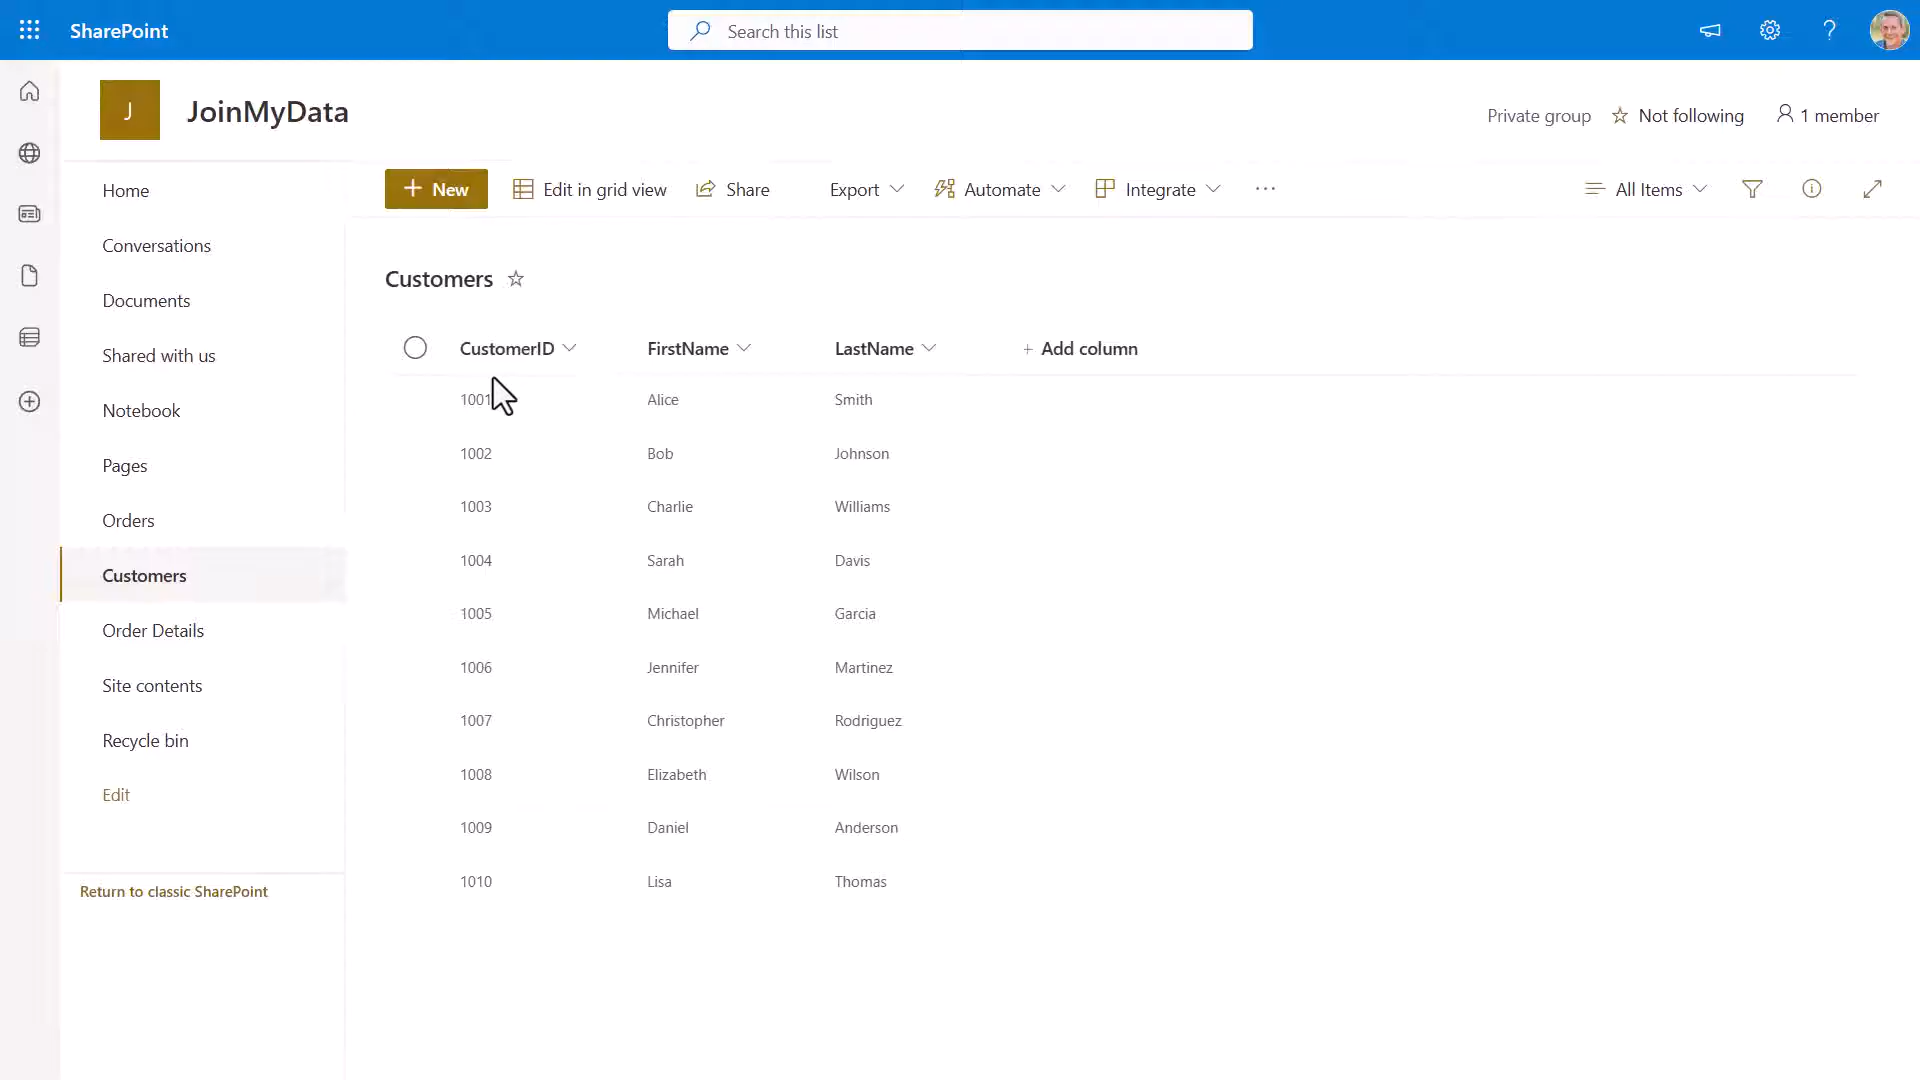 SharePoint
Search this list
J
JoinMyData
Private group
Not following
1 member
Home
Conversations
Documents
Shared with us
Notebook
Pages
Orders
Customers
Order Details
Site contents
Recycle bin
Edit
Return to classic SharePoint
+ New
Edit in grid view
Share
Export
Automate
Integrate
...
All Items
Customers
CustomerID FirstName LastName + Add column
1001 Alice Smith
1002 Bob Johnson
1003 Charlie Williams
1004 Sarah Davis
1005 Michael Garcia
1006 Jennifer Martinez
1007 Christopher Rodriguez
1008 Elizabeth Wilson
1009 Daniel Anderson
1010 Lisa Thomas